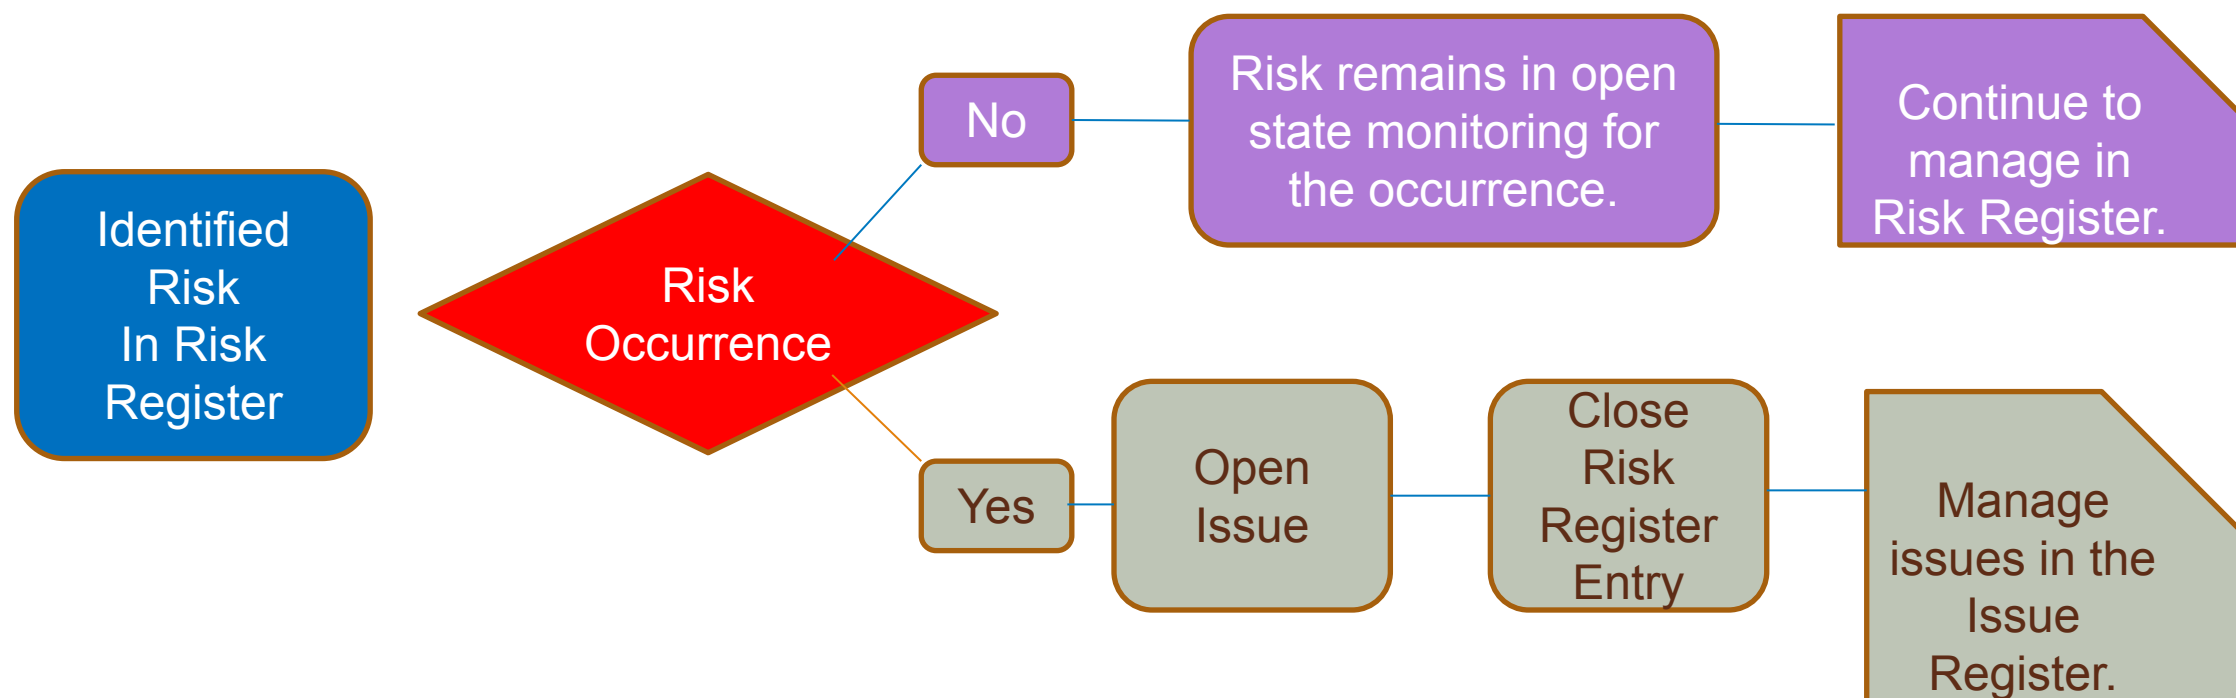 Identified
Risk
In Risk
Register
Risk
Occurrence
No
Risk remains in open
state monitoring for
the occurrence.
Continue to
manage in
Risk Register.
Yes
Open
Issue
Close
Risk
Register
Entry
Manage
issues in the
Issue
Register.